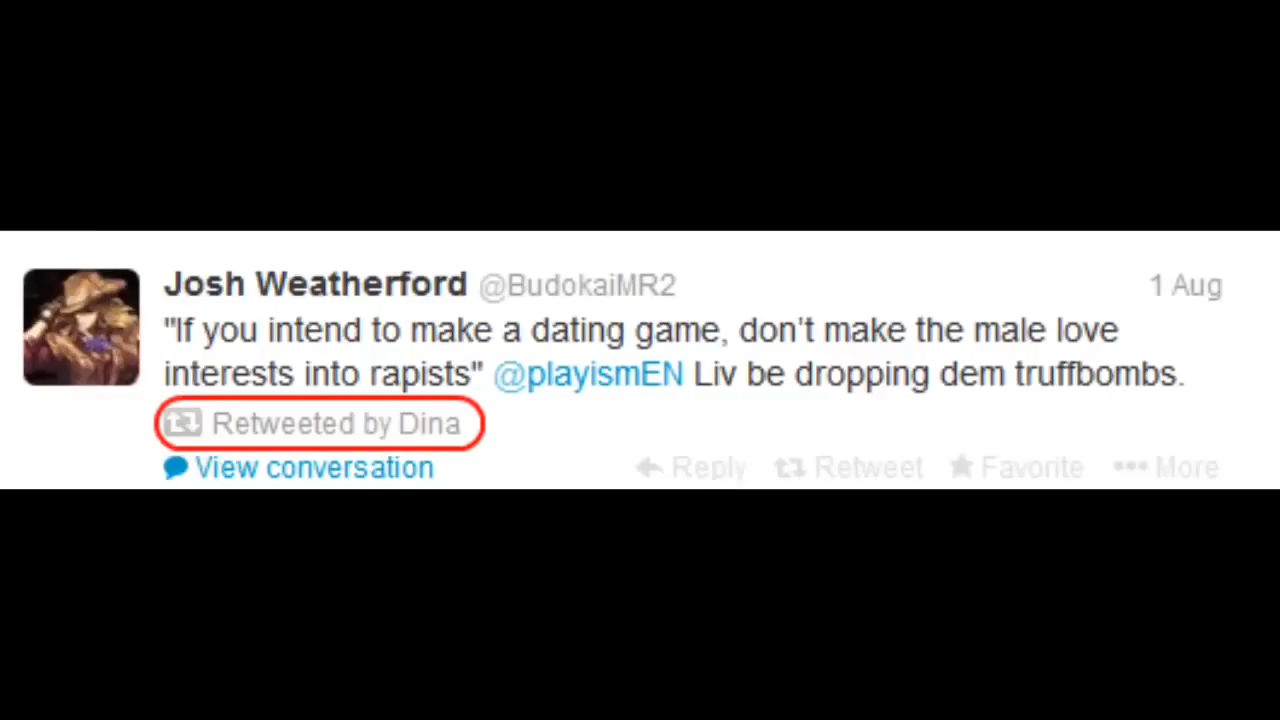 Josh Weatherford @BudokaiMR2 1 Aug
"If you intend to make a dating game, don't make the male love
interests into rapists" @playismEN Liv be dropping dem truffbombs.
Retweeted by Dina
View conversation Reply Retweet Favorite More